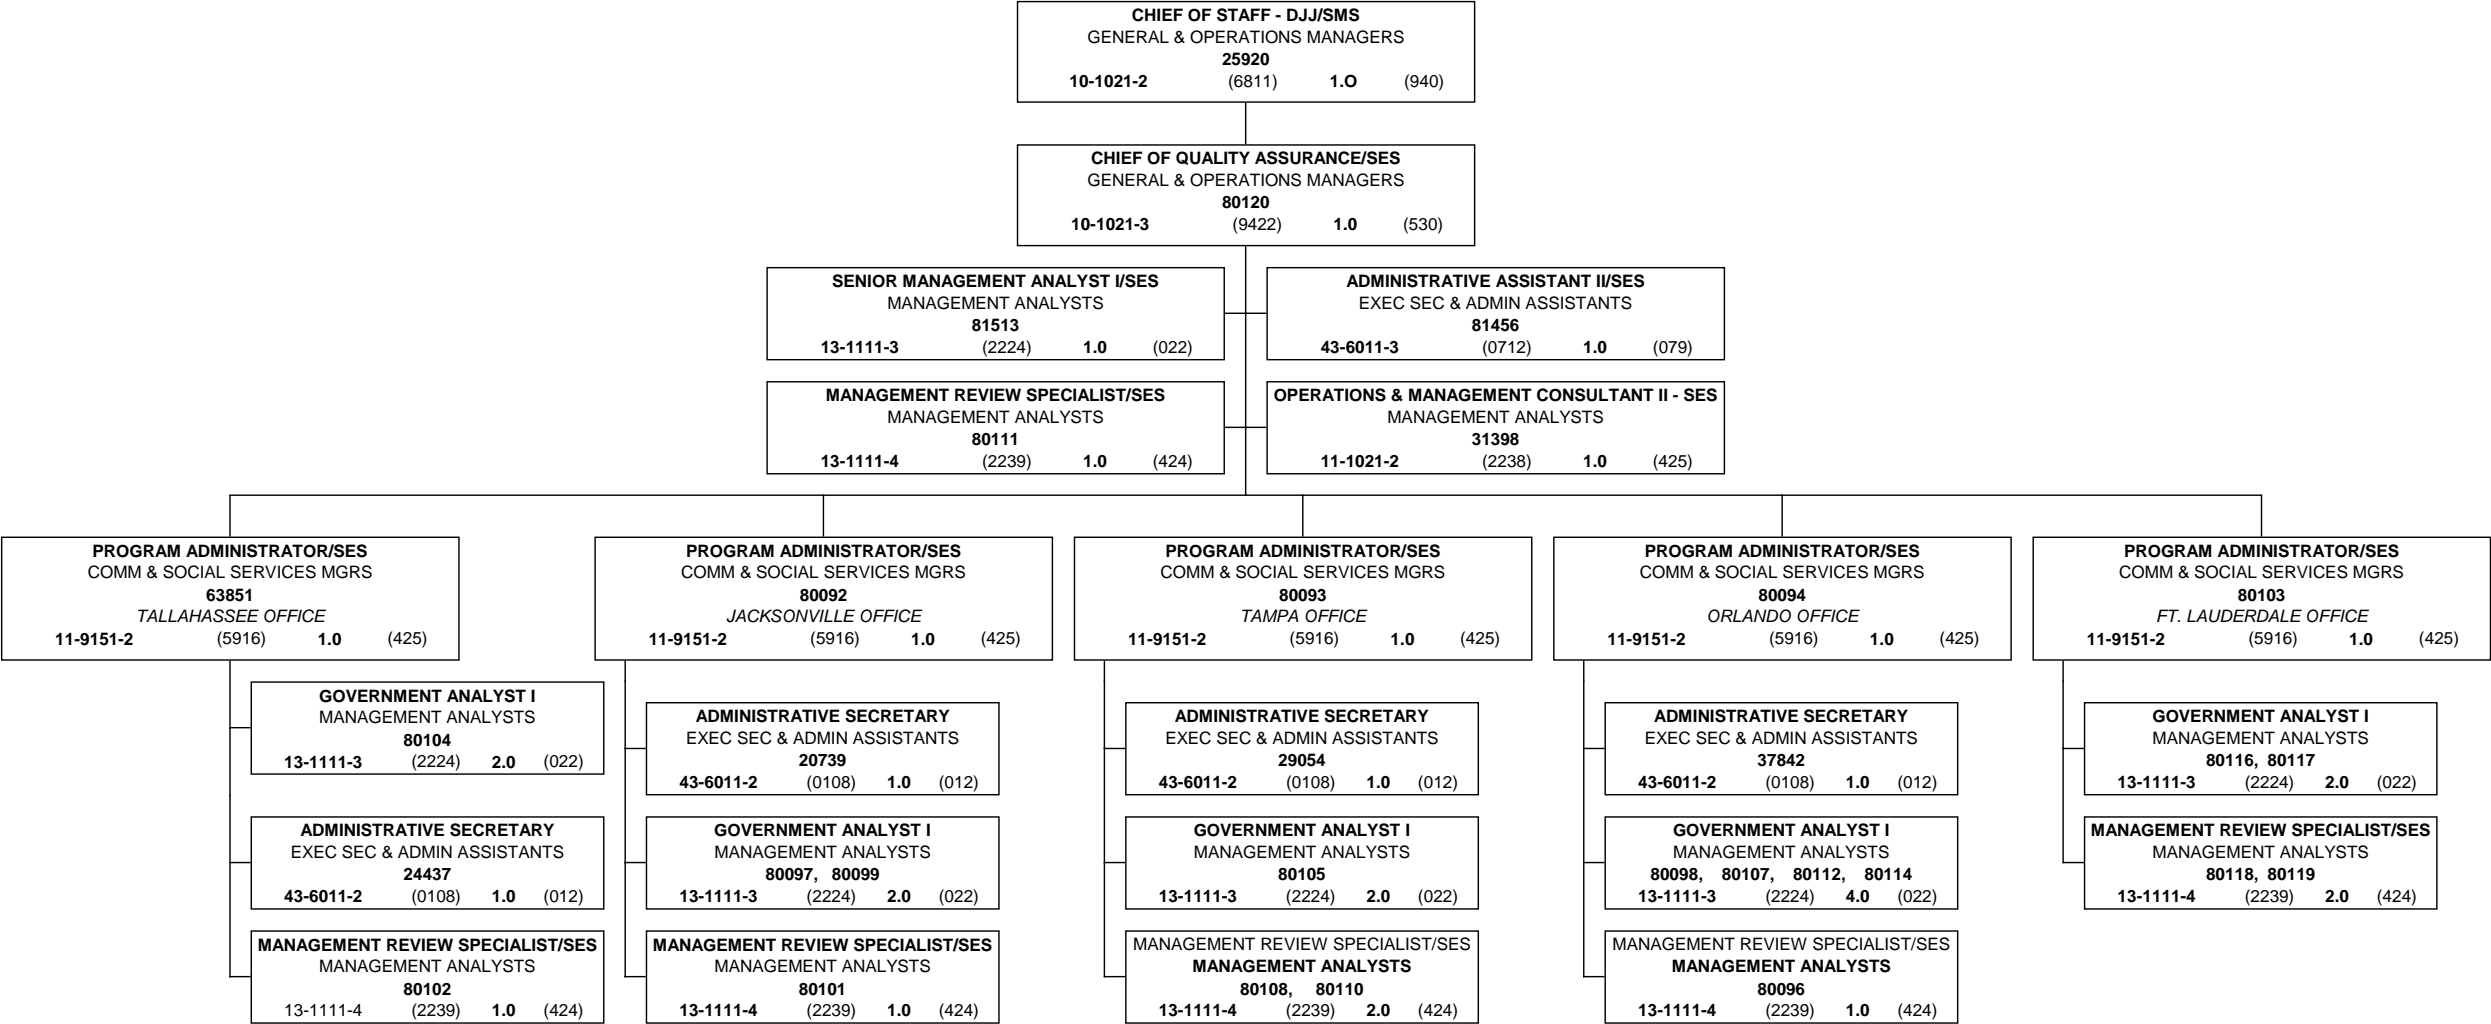 CHIEF OF STAFF - DJJ/SMS
GENERAL & OPERATIONS MANAGERS
25920
10-1021-2 (6811) 1.O (940)
CHIEF OF QUALITY ASSURANCE/SES
GENERAL & OPERATIONS MANAGERS
80120
10-1021-3 (9422) 1.0 (530)
SENIOR MANAGEMENT ANALYST I/SES
MANAGEMENT ANALYSTS
81513
13-1111-3 (2224) 1.0 (022)
ADMINISTRATIVE ASSISTANT II/SES
EXEC SEC & ADMIN ASSISTANTS
81456
43-6011-3 (0712) 1.0 (079)
MANAGEMENT REVIEW SPECIALIST/SES
MANAGEMENT ANALYSTS
80111
13-1111-4 (2239) 1.0 (424)
OPERATIONS & MANAGEMENT CONSULTANT II - SES
MANAGEMENT ANALYSTS
31398
11-1021-2 (2238) 1.0 (425)
PROGRAM ADMINISTRATOR/SES
COMM & SOCIAL SERVICES MGRS
63851
TALLAHASSEE OFFICE
11-9151-2 (5916) 1.0 (425)
GOVERNMENT ANALYST I
MANAGEMENT ANALYSTS
80104
13-1111-3 (2224) 2.0 (022)
ADMINISTRATIVE SECRETARY
EXEC SEC & ADMIN ASSISTANTS
24437
43-6011-2 (0108) 1.0 (012)
MANAGEMENT REVIEW SPECIALIST/SES
MANAGEMENT ANALYSTS
80102
13-1111-4 (2239) 1.0 (424)
PROGRAM ADMINISTRATOR/SES
COMM & SOCIAL SERVICES MGRS
80092
JACKSONVILLE OFFICE
11-9151-2 (5916) 1.0 (425)
ADMINISTRATIVE SECRETARY
EXEC SEC & ADMIN ASSISTANTS
20739
43-6011-2 (0108) 1.0 (012)
GOVERNMENT ANALYST I
MANAGEMENT ANALYSTS
80097, 80099
13-1111-3 (2224) 2.0 (022)
MANAGEMENT REVIEW SPECIALIST/SES
MANAGEMENT ANALYSTS
80101
13-1111-4 (2239) 1.0 (424)
PROGRAM ADMINISTRATOR/SES
COMM & SOCIAL SERVICES MGRS
80093
TAMPA OFFICE
11-9151-2 (5916) 1.0 (425)
ADMINISTRATIVE SECRETARY
EXEC SEC & ADMIN ASSISTANTS
29054
43-6011-2 (0108) 1.0 (012)
GOVERNMENT ANALYST I
MANAGEMENT ANALYSTS
80105
13-1111-3 (2224) 2.0 (022)
MANAGEMENT REVIEW SPECIALIST/SES
MANAGEMENT ANALYSTS
80108, 80110
13-1111-4 (2239) 2.0 (424)
PROGRAM ADMINISTRATOR/SES
COMM & SOCIAL SERVICES MGRS
80094
ORLANDO OFFICE
11-9151-2 (5916) 1.0 (425)
ADMINISTRATIVE SECRETARY
EXEC SEC & ADMIN ASSISTANTS
37842
43-6011-2 (0108) 1.0 (012)
GOVERNMENT ANALYST I
MANAGEMENT ANALYSTS
80098, 80107, 80112, 80114
13-1111-3 (2224) 4.0 (022)
MANAGEMENT REVIEW SPECIALIST/SES
MANAGEMENT ANALYSTS
80096
13-1111-4 (2239) 1.0 (424)
PROGRAM ADMINISTRATOR/SES
COMM & SOCIAL SERVICES MGRS
80103
FT. LAUDERDALE OFFICE
11-9151-2 (5916) 1.0 (425)
GOVERNMENT ANALYST I
MANAGEMENT ANALYSTS
80116, 80117
13-1111-3 (2224) 2.0 (022)
MANAGEMENT REVIEW SPECIALIST/SES
MANAGEMENT ANALYSTS
80118, 80119
13-1111-4 (2239) 2.0 (424)